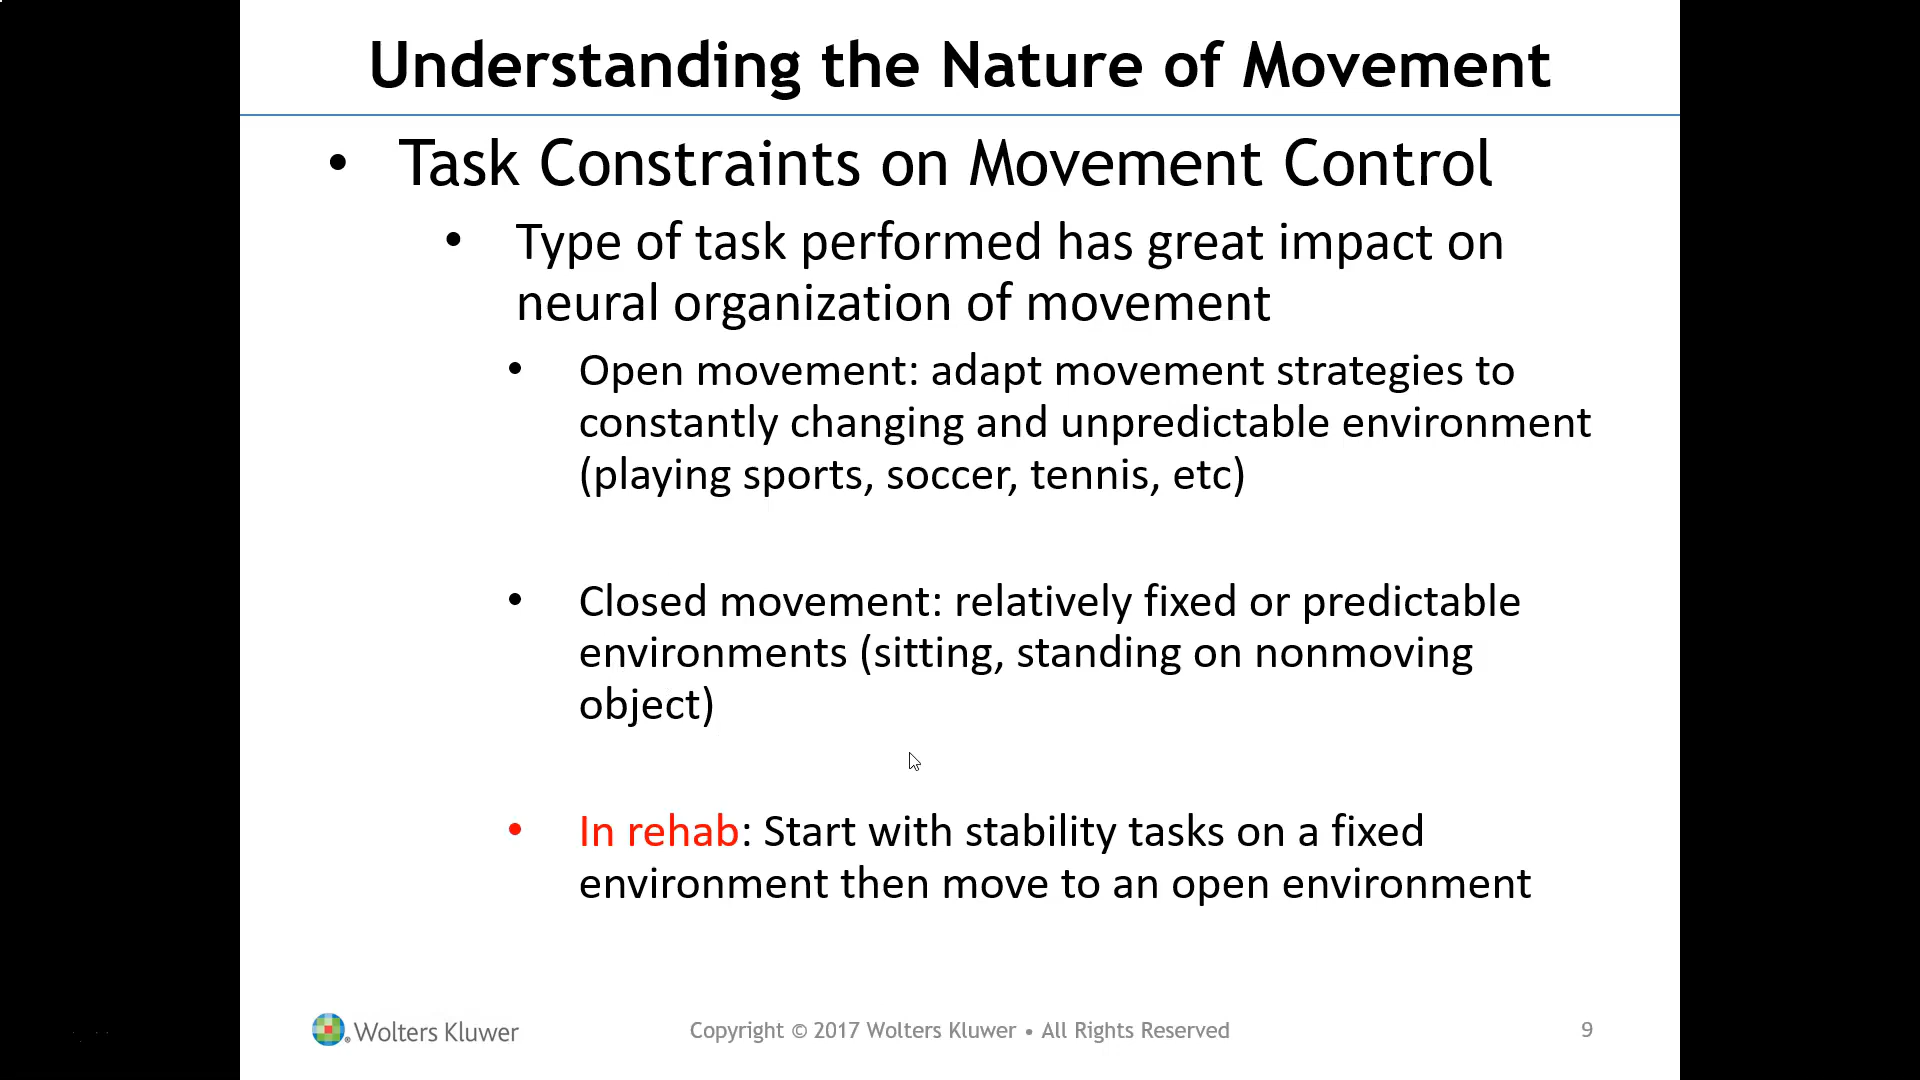 Understanding the Nature of Movement
• Task Constraints on Movement Control
• Type of task performed has great impact on
neural organization of movement
• Open movement: adapt movement strategies to
constantly changing and unpredictable environment
(playing sports, soccer, tennis, etc)
• Closed movement: relatively fixed or predictable
environments (sitting, standing on nonmoving
object)
• In rehab: Start with stability tasks on a fixed
environment then move to an open environment
Wolters Kluwer
Copyright © 2017 Wolters Kluwer • All Rights Reserved
9